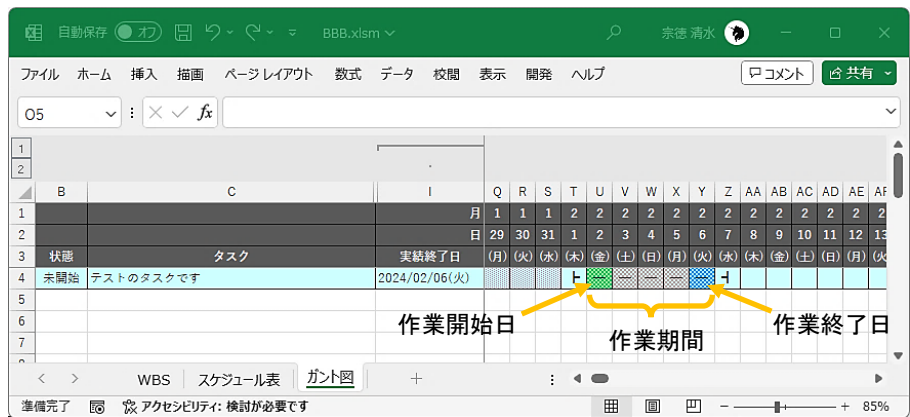 自動保存 オフ BBB.xlsm 宗徳 清水
ファイル ホーム 挿入 描画 ページ レイアウト 数式 データ 校閲 表示 開発 ヘルプ コメント 共有
O5 fx
1
2
B C I Q R S T U V W X Y Z AA AB AC AD AE AF
1 月 1 1 1 2 2 2 2 2 2 2 2 2 2 2 2 2
2 日 29 30 31 1 2 3 4 5 6 7 8 9 10 11 12 13
3 状態 タスク 実績終了日 (月) (火) (水) (木) (金) (土) (日) (月) (火) (水) (木) (金) (土) (日) (月) (火
4 未開始 テストのタスクです 2024/02/06(火)
5
6
7
作業開始日 作業期間 作業終了日
WBS スケジュール表 ガント図
準備完了 アクセシビリティ: 検討が必要です 85%